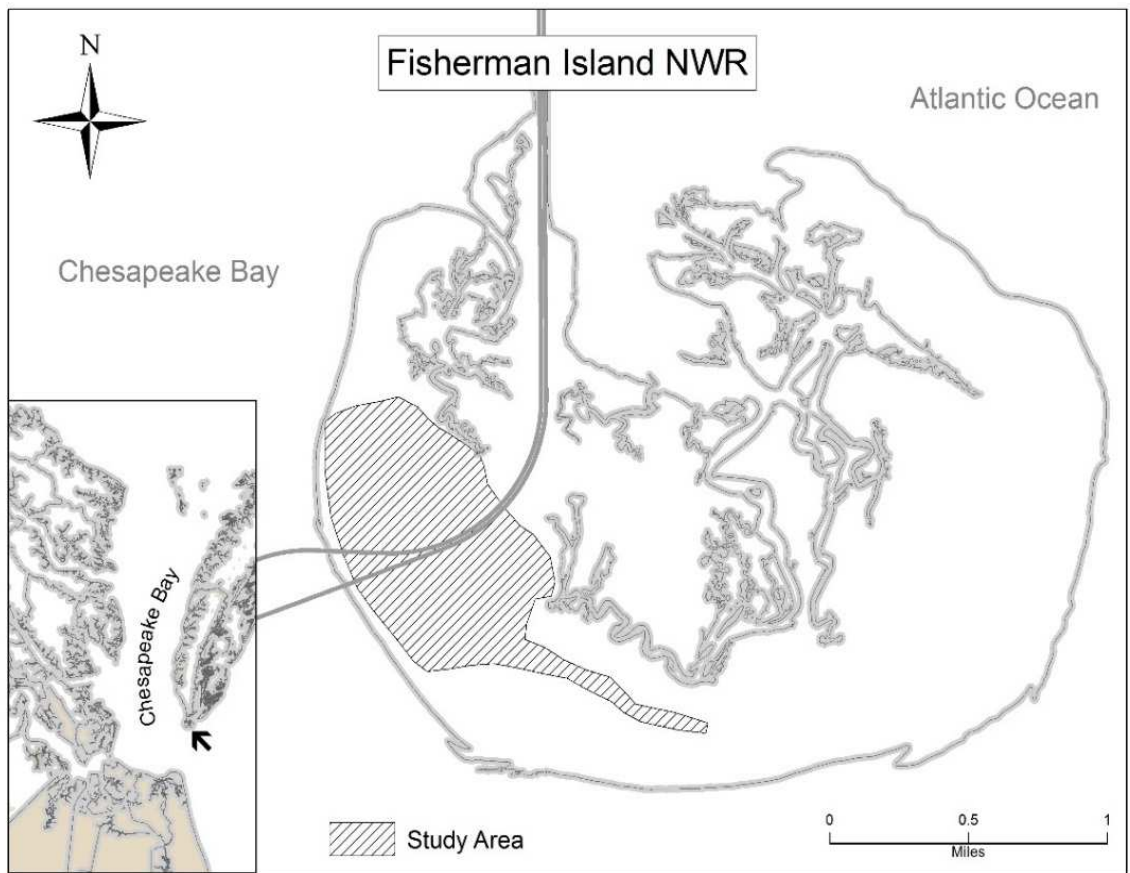 N
Fisherman Island NWR
Atlantic Ocean
Chesapeake Bay
Chesapeake Bay
Study Area
0 0.5 1
Miles